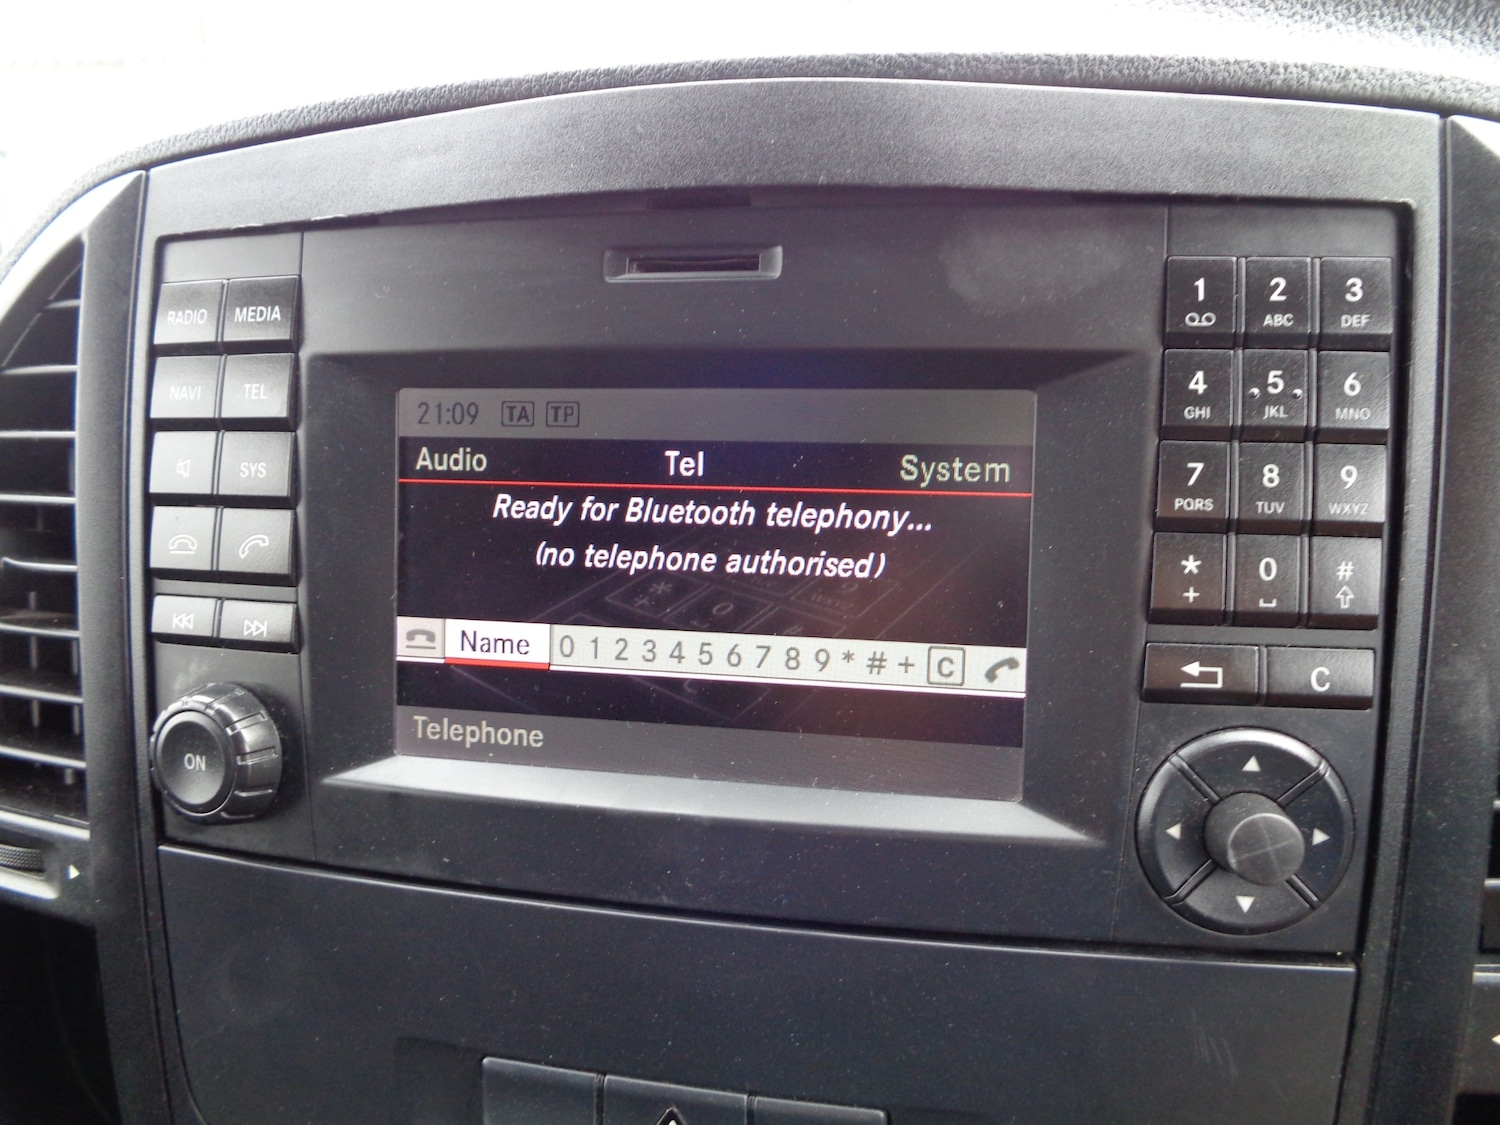 RADIO MEDIA
NAVI TEL
SYS
ON
21:09 TA TP
Audio Tel System
Ready for Bluetooth telephony...
(no telephone authorised)
Name 0 1 2 3 4 5 6 7 8 9 * # + C
Telephone
1 2 3
ABC DEF
4 5 6
GHI JKL MNO
7 8 9
PQRS TUV WXYZ
* 0 #
+
C